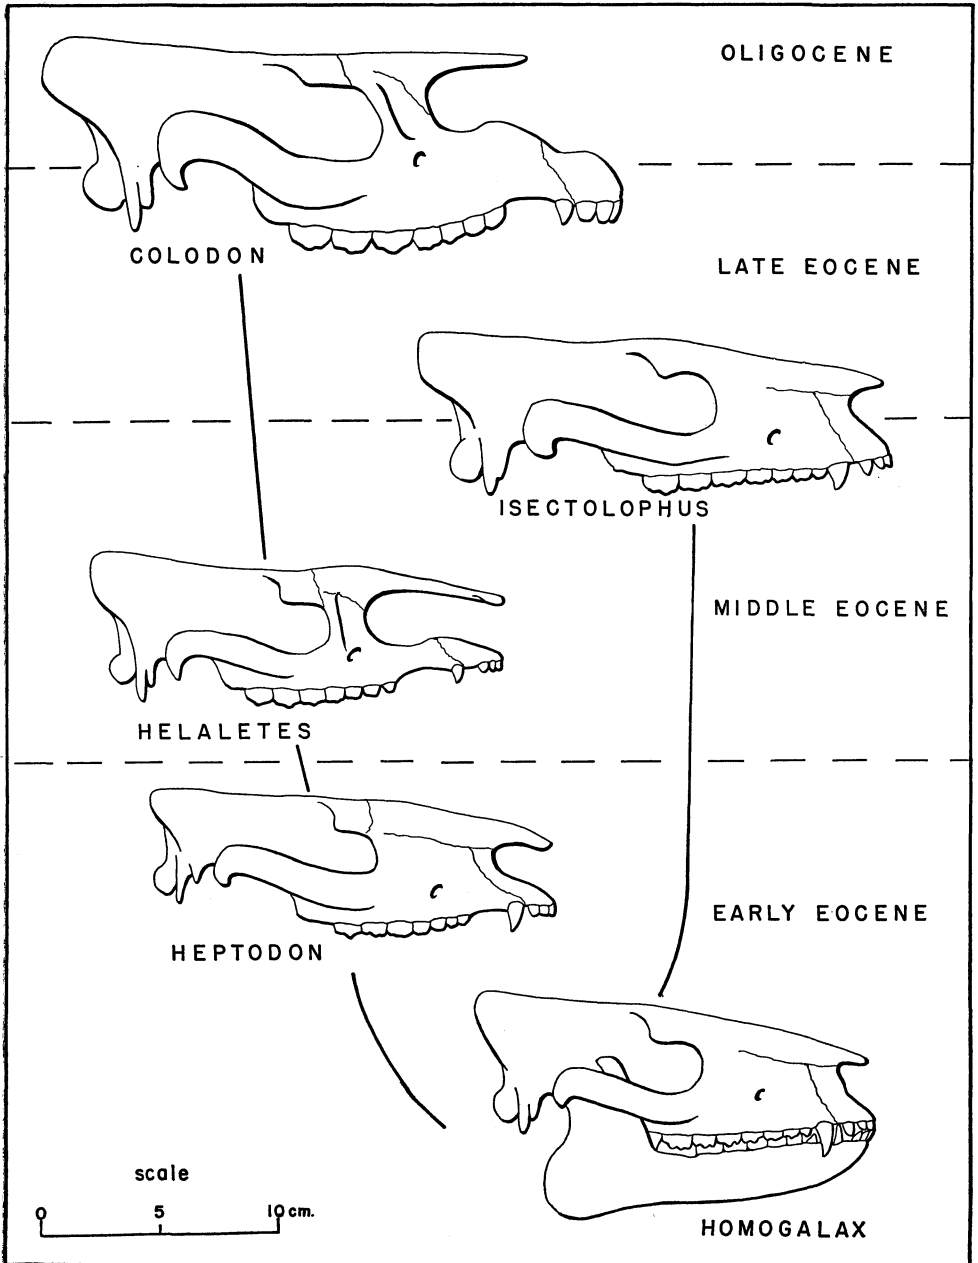 OLIGOCENE
COLODON
LATE EOCENE
ISECTOLOPHUS
MIDDLE EOCENE
HELALETES
EARLY EOCENE
HEPTODON
scale
0 5 10 cm.
HOMOGALAX